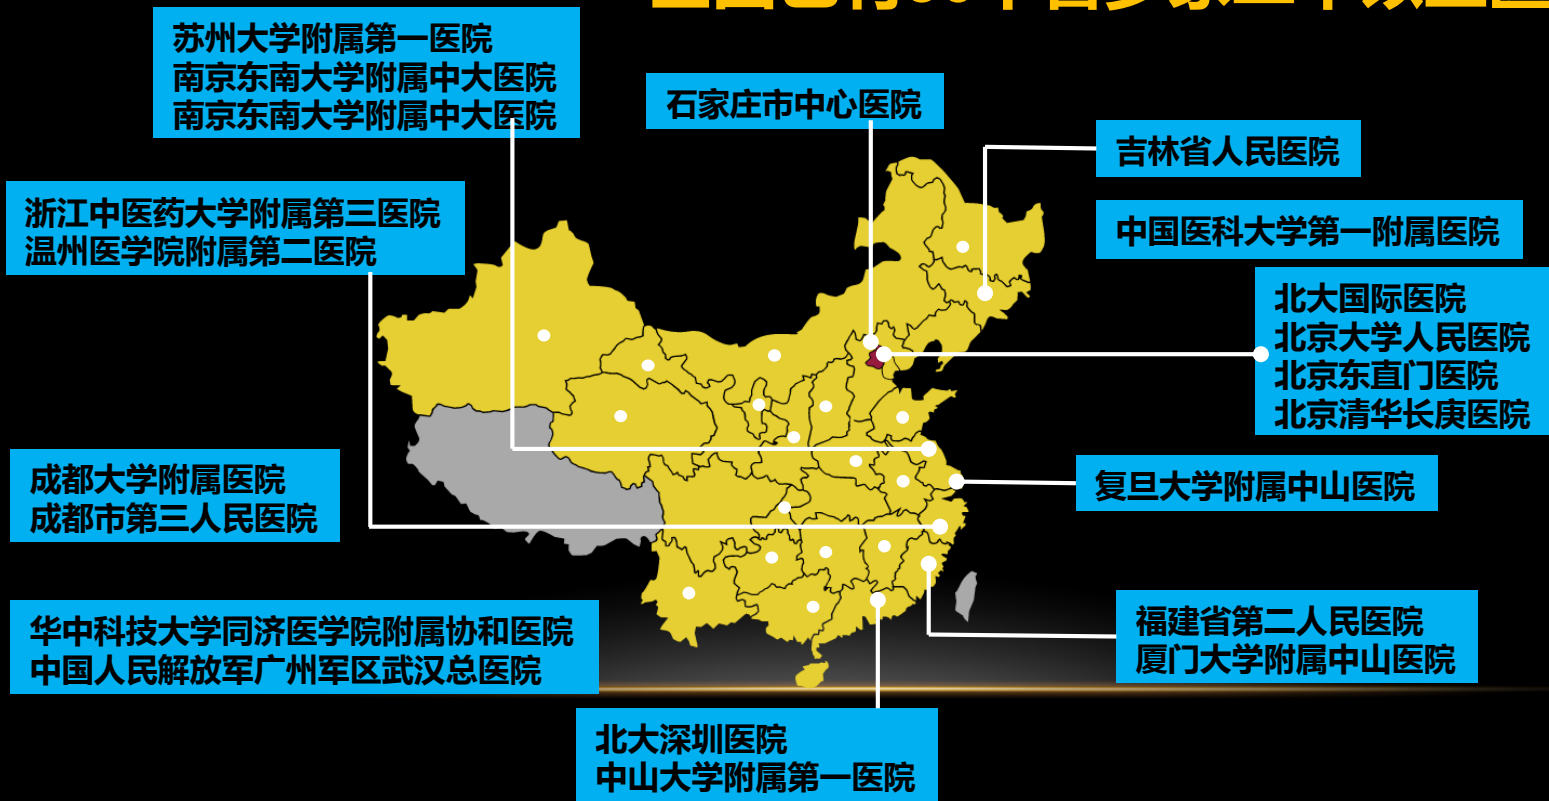 苏州大学附属第一医院
南京东南大学附属中大医院
南京东南大学附属中大医院
石家庄市中心医院
吉林省人民医院
浙江中医药大学附属第三医院
温州医学院附属第二医院
中国医科大学第一附属医院
北大国际医院
北京大学人民医院
北京东直门医院
北京清华长庚医院
成都大学附属医院
成都市第三人民医院
复旦大学附属中山医院
华中科技大学同济医学院附属协和医院
中国人民解放军广州军区武汉总医院
福建省第二人民医院
厦门大学附属中山医院
北大深圳医院
中山大学附属第一医院